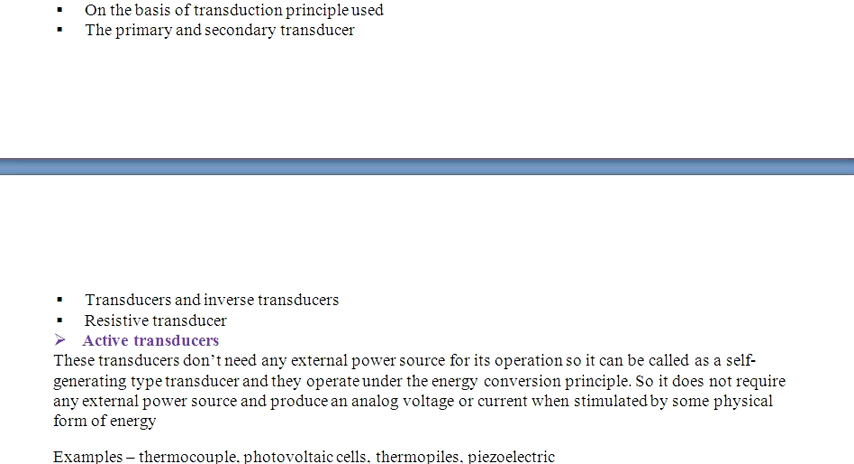 ▪ On the basis of transduction principle used
▪ The primary and secondary transducer
▪ Transducers and inverse transducers
▪ Resistive transducer
➢ Active transducers
These transducers don't need any external power source for its operation so it can be called as a self-
generating type transducer and they operate under the energy conversion principle. So it does not require
any external power source and produce an analog voltage or current when stimulated by some physical
form of energy
Examples – thermocouple, photovoltaic cells, thermopiles, piezoelectric